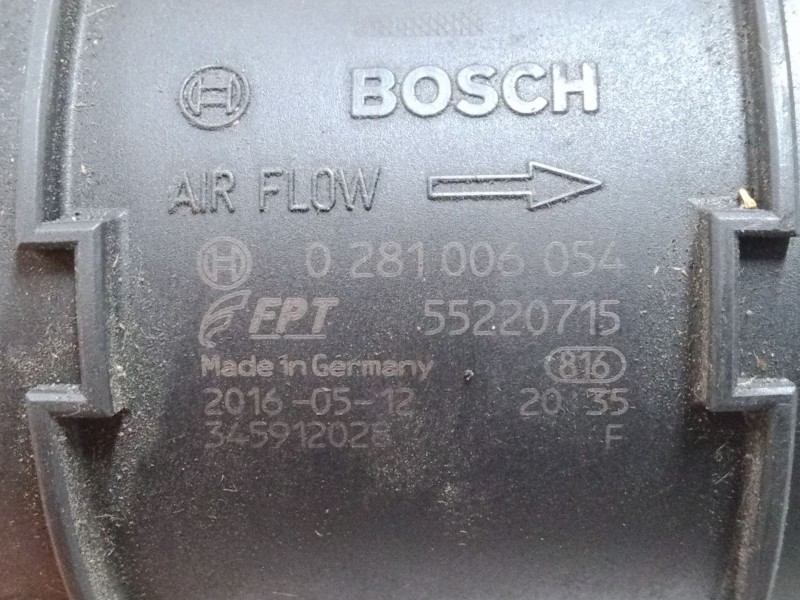 BOSCH
AIR FLOW
0 281 006 054
FPT 55220715
Made in Germany 816
2016-05-12 20:35
345912028 F